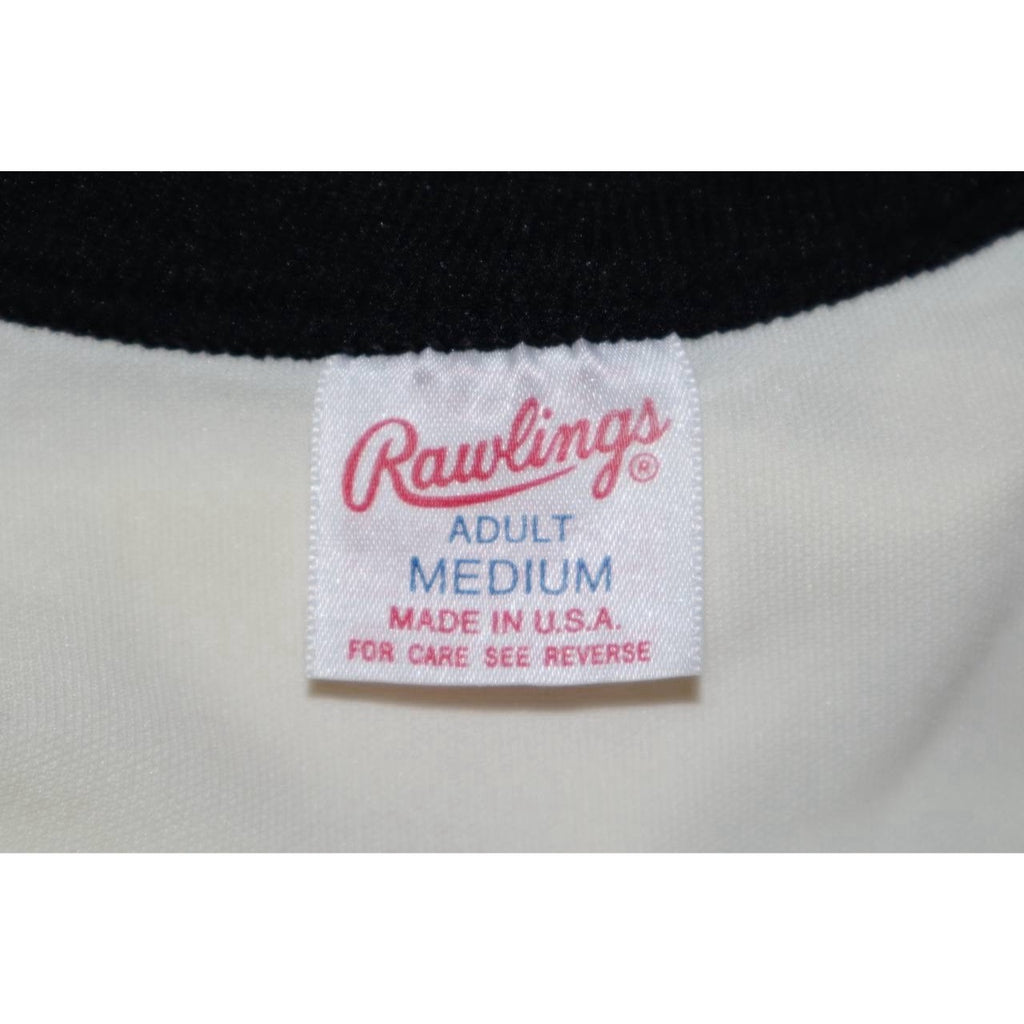 Rawlings®
ADULT
MEDIUM
MADE IN U.S.A.
FOR CARE SEE REVERSE